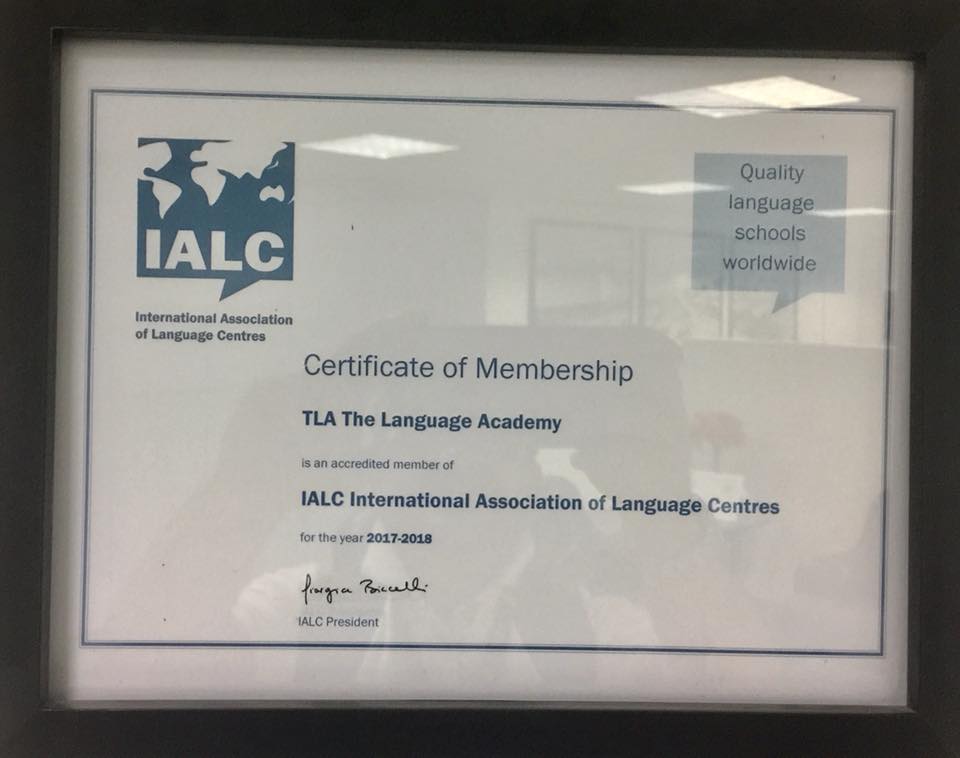 IALC
International Association
of Language Centres
Quality
language
schools
worldwide
Certificate of Membership
TLA The Language Academy
is an accredited member of
IALC International Association of Language Centres
for the year 2017-2018
IALC President